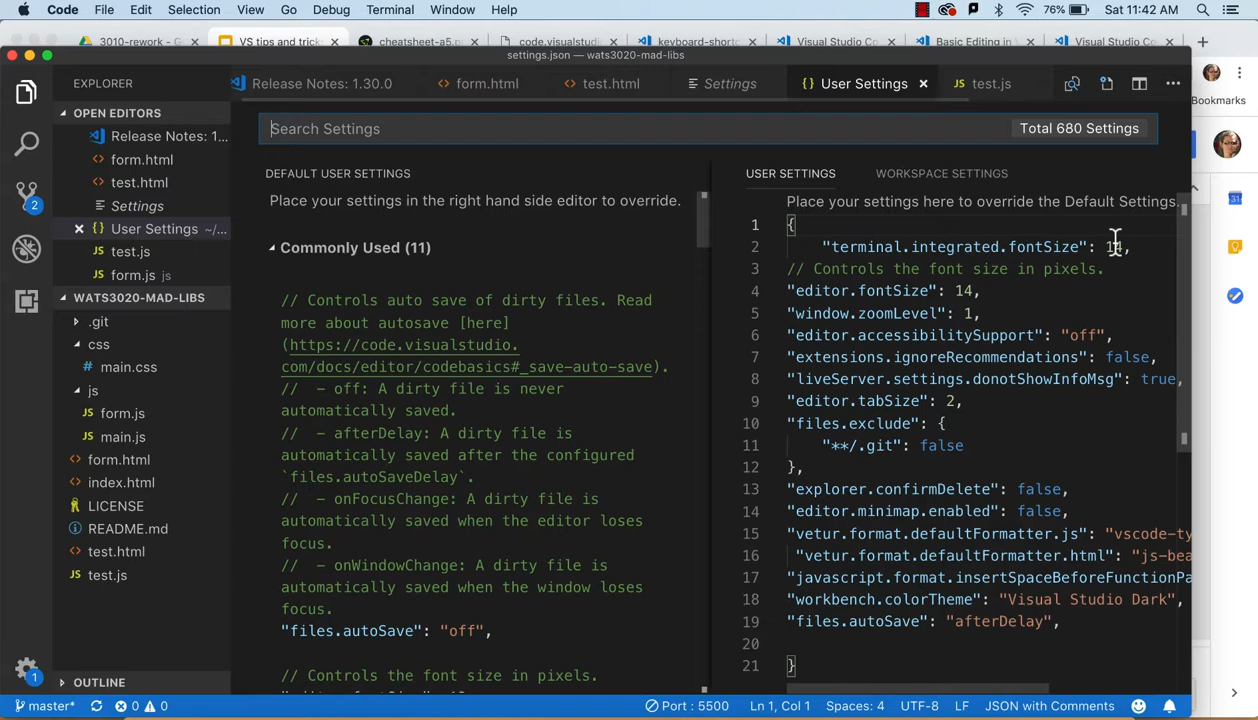 Code File Edit Selection View Go Debug Terminal Window Help 76% Sat 11:42 AM
3010-rework - G VS tips and trick cheatsheet-a5.p code.visualstudi keyboard-short Visual Studio Co Basic Editing in V Visual Studio Co
settings.json — wats3020-mad-libs
EXPLORER Release Notes: 1.30.0 form.html test.html Settings {} User Settings JS test.js
Bookmarks
OPEN EDITORS
Release Notes: 1...
form.html
test.html
Settings
{} User Settings ~/...
JS test.js
JS form.js js
WATS3020-MAD-LIBS
.git
css
# main.css
js
JS form.js
JS main.js
form.html
index.html
LICENSE
README.md
test.html
JS test.js
OUTLINE
2
1
31
Search Settings Total 680 Settings
DEFAULT USER SETTINGS
Place your settings in the right hand side editor to override.
Commonly Used (11)
// Controls auto save of dirty files. Read
more about autosave [here]
(https://code.visualstudio.
com/docs/editor/codebasics#_save-auto-save).
// - off: A dirty file is never
automatically saved.
// - afterDelay: A dirty file is
automatically saved after the configured
`files.autoSaveDelay`.
// - onFocusChange: A dirty file is
automatically saved when the editor loses
focus.
// - onWindowChange: A dirty file is
automatically saved when the window loses
focus.
"files.autoSave": "off",
// Controls the font size in pixels.
USER SETTINGS WORKSPACE SETTINGS
Place your settings here to override the Default Settings.
1 {
2 "terminal.integrated.fontSize": 14,
3 // Controls the font size in pixels.
4 "editor.fontSize": 14,
5 "window.zoomLevel": 1,
6 "editor.accessibilitySupport": "off",
7 "extensions.ignoreRecommendations": false,
8 "liveServer.settings.donotShowInfoMsg": true,
9 "editor.tabSize": 2,
10 "files.exclude": {
11 "**/.git": false
12 },
13 "explorer.confirmDelete": false,
14 "editor.minimap.enabled": false,
15 "vetur.format.defaultFormatter.js": "vscode-ty
16 "vetur.format.defaultFormatter.html": "js-bea
17 "javascript.format.insertSpaceBeforeFunctionPa
18 "workbench.colorTheme": "Visual Studio Dark",
19 "files.autoSave": "afterDelay",
20
21 }
master* 0 0 Port : 5500 Ln 1, Col 1 Spaces: 4 UTF-8 LF JSON with Comments